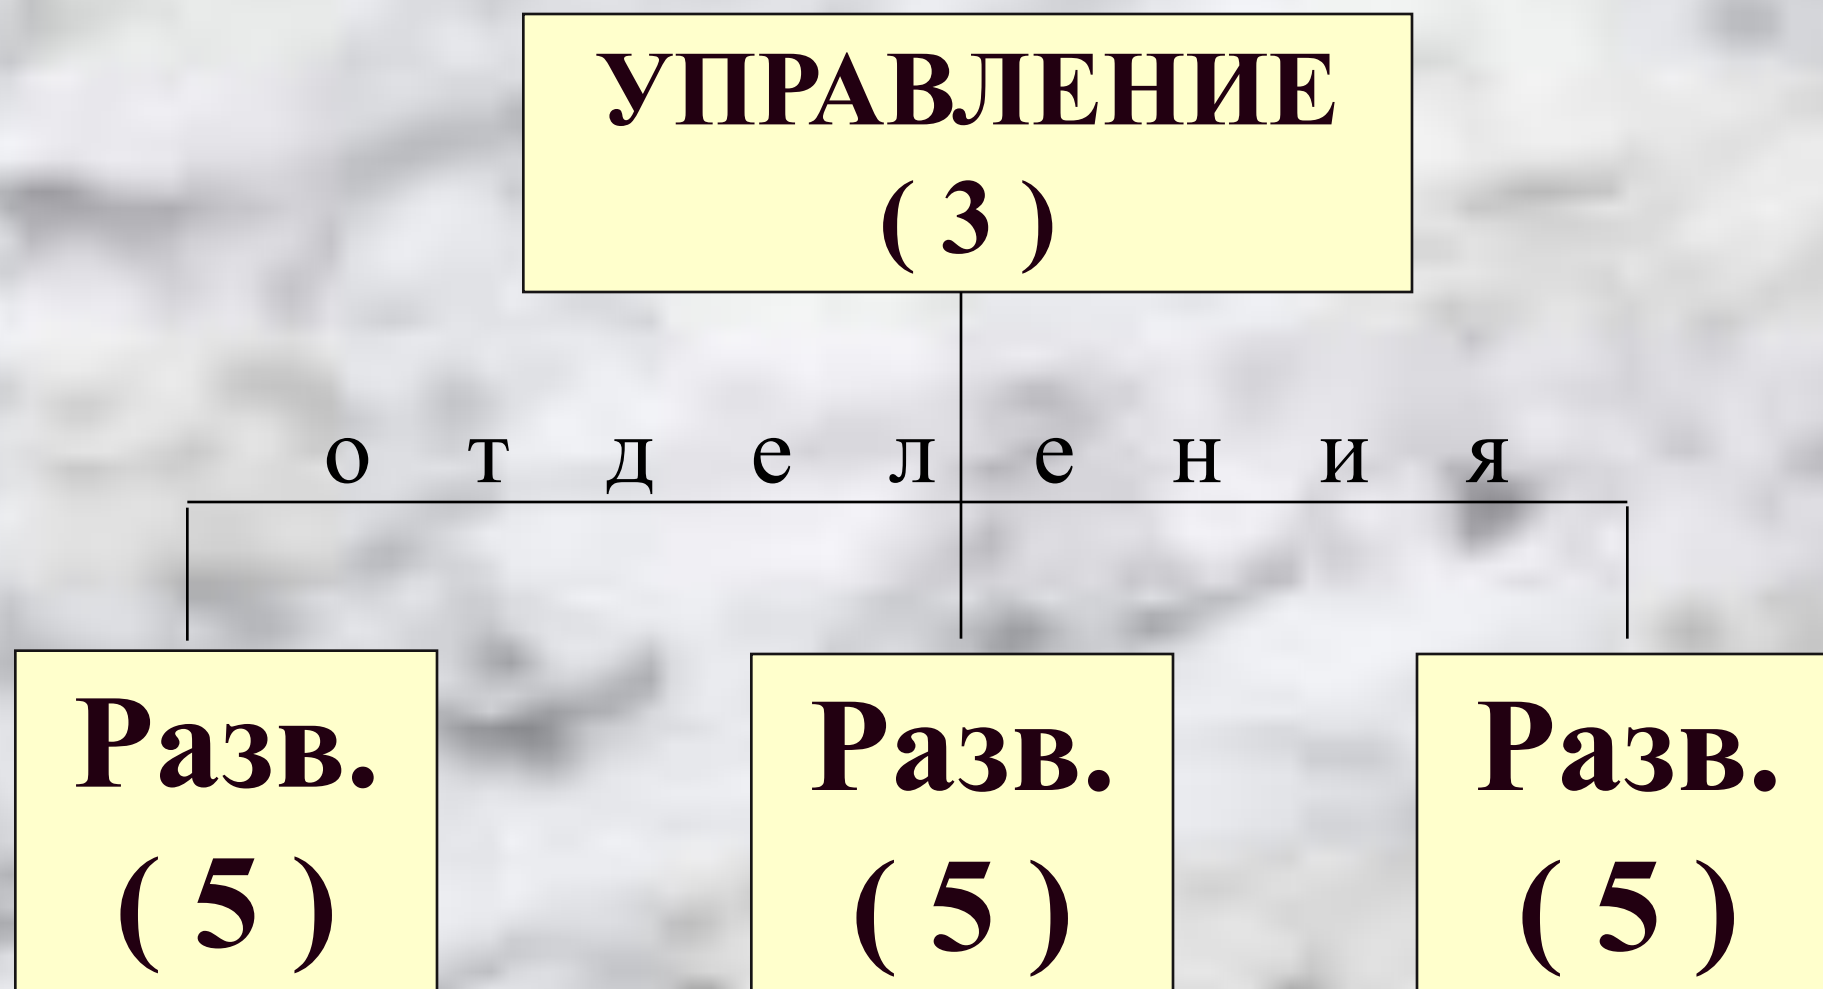 УПРАВЛЕНИЕ
( 3 )
о т д е л е н и я
Разв. Разв. Разв.
( 5 ) ( 5 ) ( 5 )